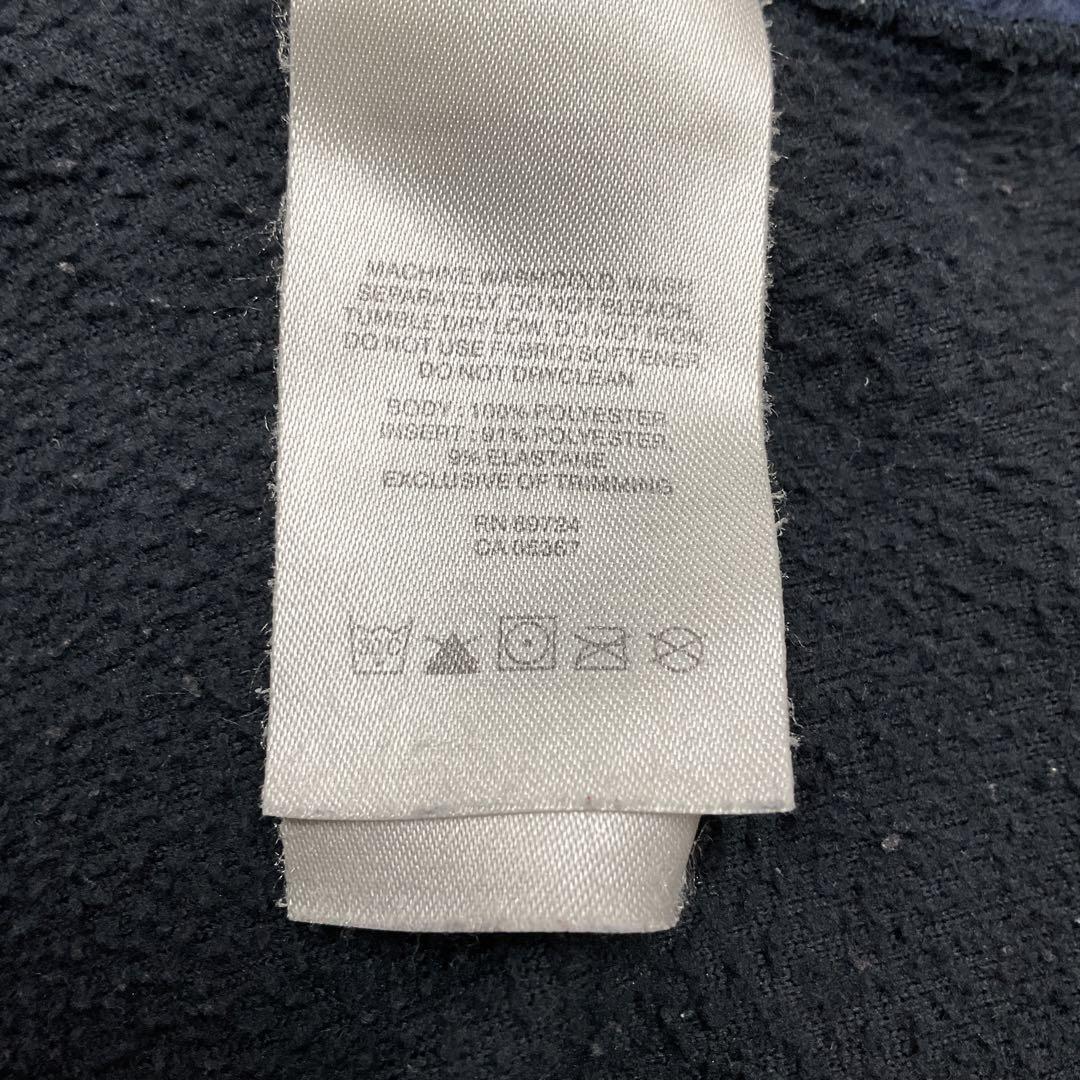 MACHINE WASH COLD, WASH
SEPARATELY DO NOT BLEACH,
TUMBLE DRY LOW, DO NOT IRON
DO NOT USE FABRIC SOFTENER
DO NOT DRYCLEAN
BODY : 100% POLYESTER
INSERT : 91% POLYESTER,
9% ELASTANE
EXCLUSIVE OF TRIMMING
RN 69724
CA 05367